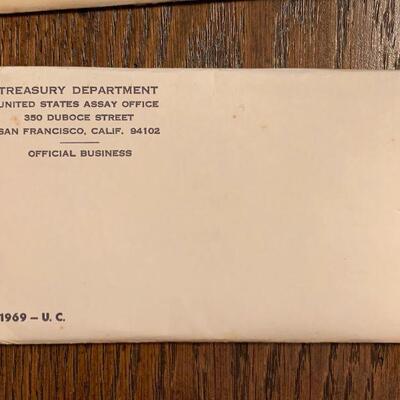 TREASURY DEPARTMENT
UNITED STATES ASSAY OFFICE
350 DUBOCE STREET
SAN FRANCISCO, CALIF. 94102
OFFICIAL BUSINESS
1969 – U. C.